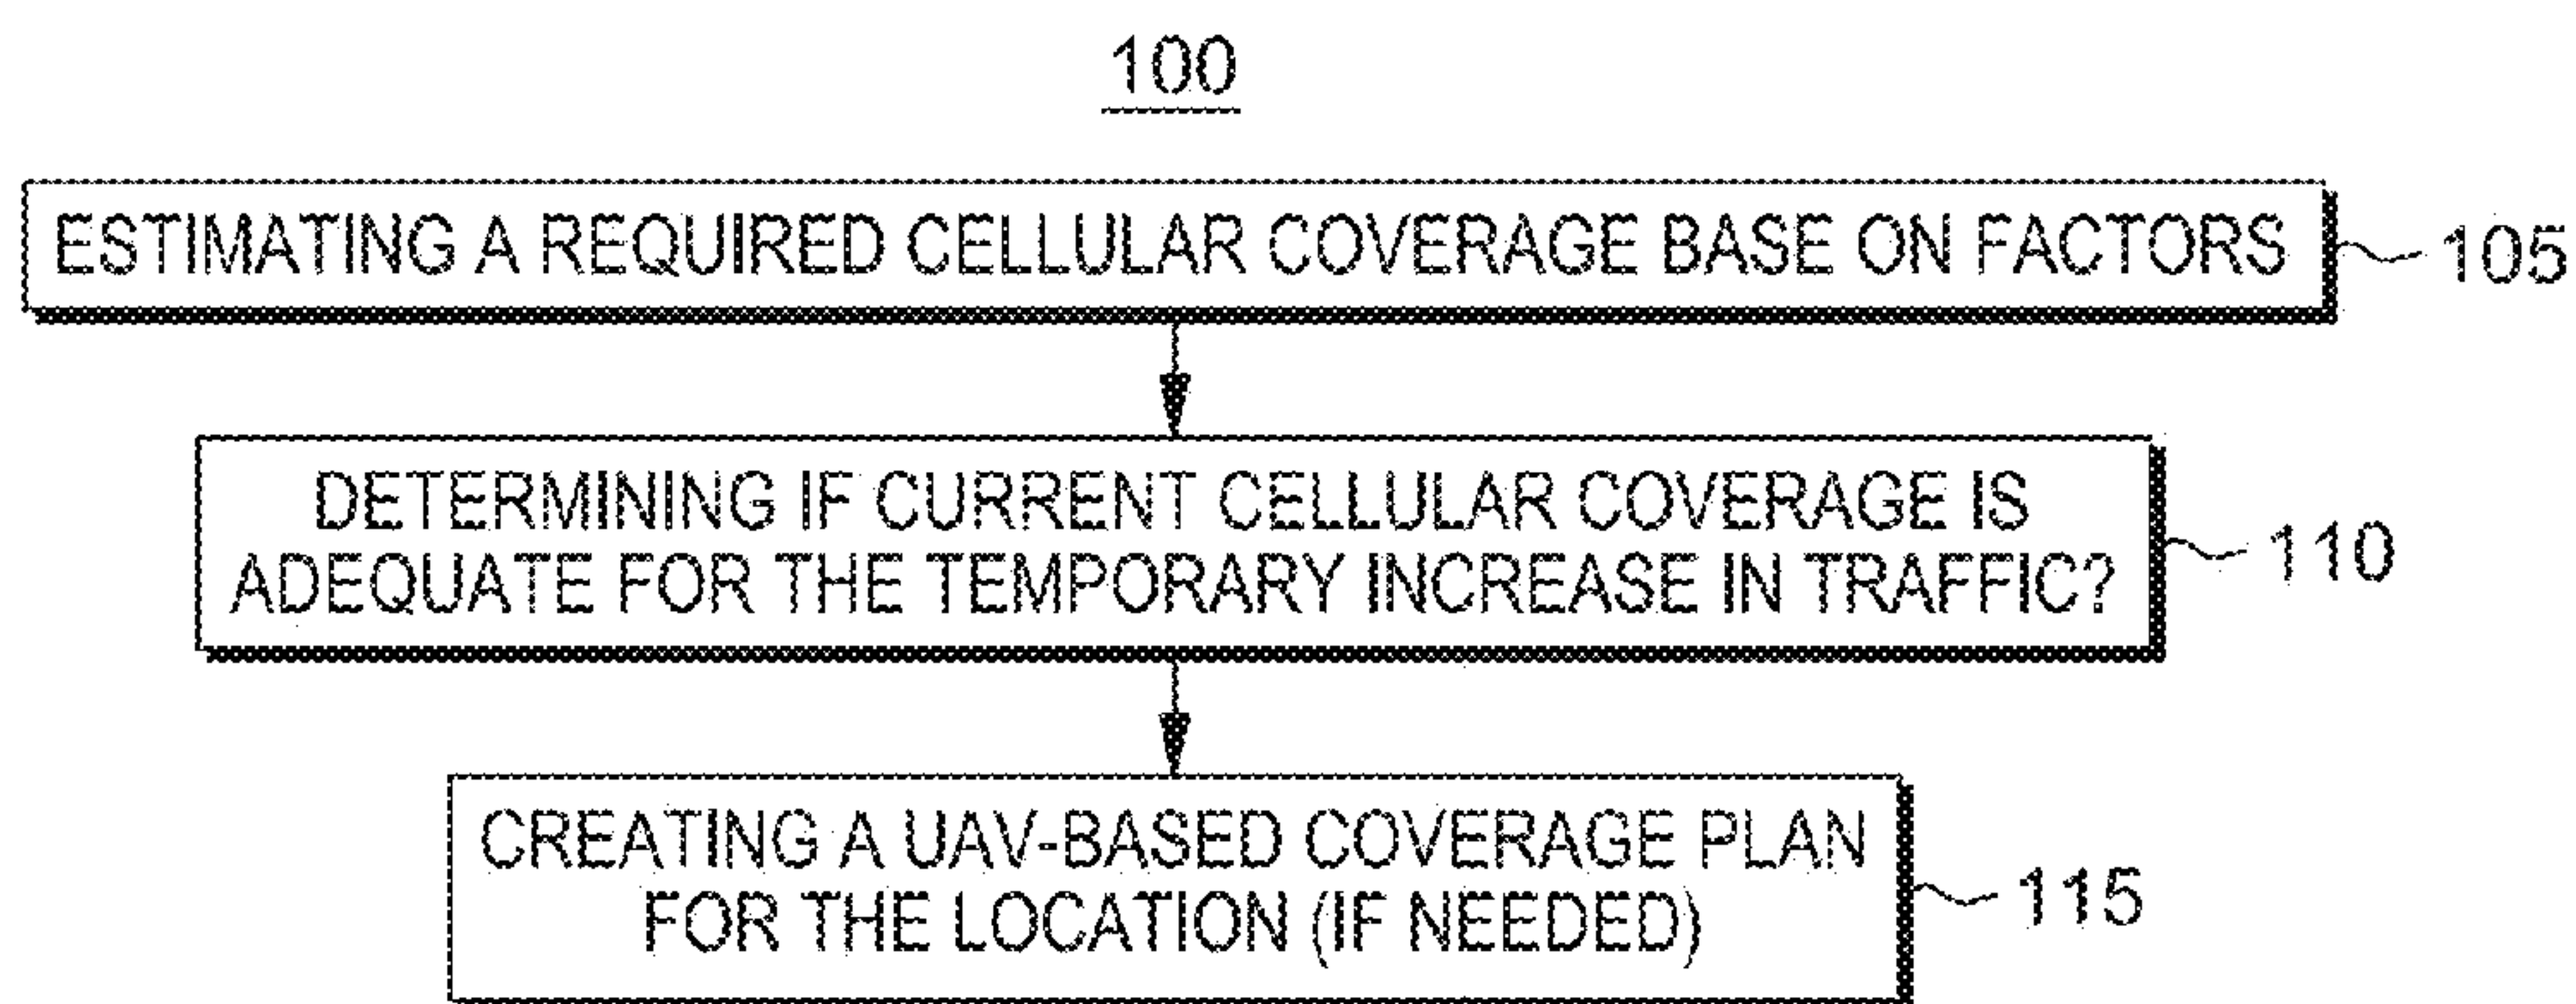 100
ESTIMATING A REQUIRED CELLULAR COVERAGE BASE ON FACTORS
105
DETERMINING IF CURRENT CELLULAR COVERAGE IS
ADEQUATE FOR THE TEMPORARY INCREASE IN TRAFFIC?
110
CREATING A UAV-BASED COVERAGE PLAN
FOR THE LOCATION (IF NEEDED)
115